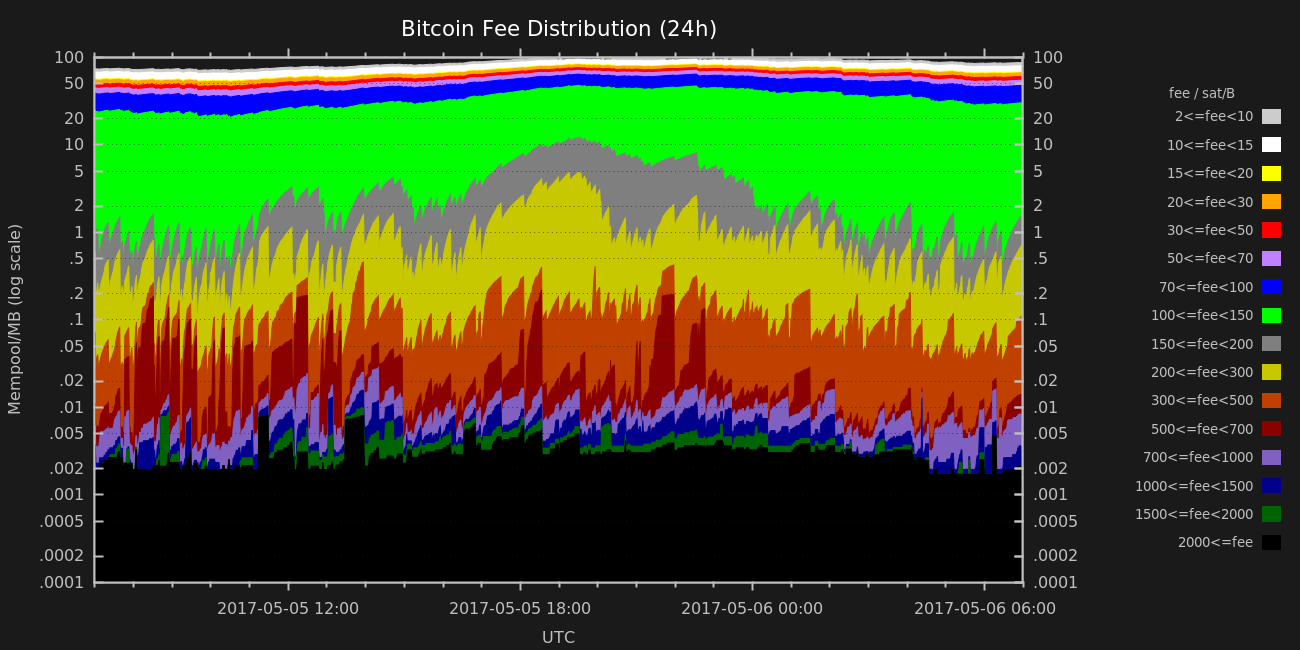 Bitcoin Fee Distribution (24h)
100 100
50 50
20 20
10 10
5 5
2 2
1 1
.5 .5
.2 .2
.1 .1
.05 .05
.02 .02
.01 .01
.005 .005
.002 .002
.001 .001
.0005 .0005
.0002 .0002
.0001 .0001
Mempool/MB (log scale)
2017-05-05 12:00 2017-05-05 18:00 2017-05-06 00:00 2017-05-06 06:00
UTC
fee / sat/B
2<=fee<10
10<=fee<15
15<=fee<20
20<=fee<30
30<=fee<50
50<=fee<70
70<=fee<100
100<=fee<150
150<=fee<200
200<=fee<300
300<=fee<500
500<=fee<700
700<=fee<1000
1000<=fee<1500
1500<=fee<2000
2000<=fee